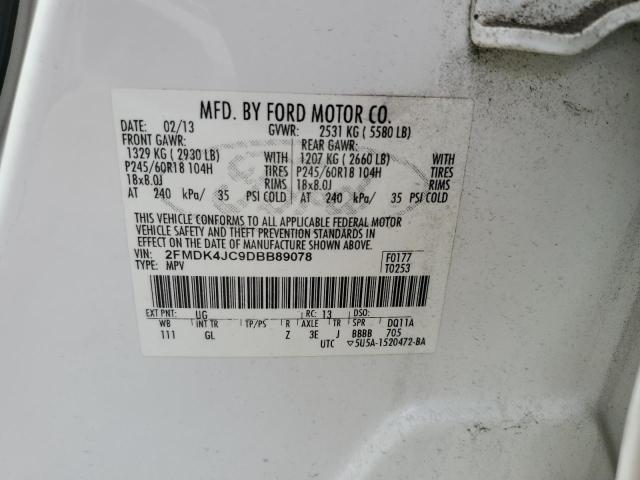 MFD. BY FORD MOTOR CO.
DATE: 02/13 GVWR: 2531 KG ( 5580 LB)
FRONT GAWR: REAR GAWR:
1329 KG ( 2930 LB) WITH 1207 KG ( 2660 LB) WITH
P245/60R18 104H TIRES P245/60R18 104H TIRES
18x8.0J RIMS 18x8.0J RIMS
AT 240 kPa/ 35 PSI COLD AT 240 kPa/ 35 PSI COLD
THIS VEHICLE CONFORMS TO ALL APPLICABLE FEDERAL MOTOR
VEHICLE SAFETY AND THEFT PREVENTION STANDARDS IN
EFFECT ON THE DATE OF MANUFACTURE SHOWN ABOVE.
VIN: 2FMDK4JC9DBB89078 F0177
TYPE: MPV T0253
EXT PNT: UG RC: 13 DSO:
WB INT TR TP/PS R AXLE TR SPR DQ11A
111 GL Z 3E J BBBB 705
UTC ▽5U5A-1520472-BA
Ford